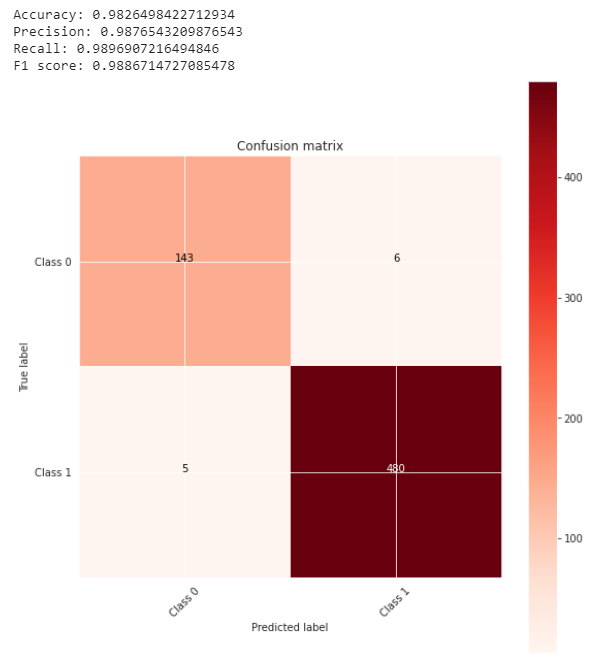 Accuracy: 0.9826498422712934
Precision: 0.9876543209876543
Recall: 0.9896907216494846
F1 score: 0.9886714727085478
Confusion matrix
400
300
200
100
Class 0
143
6
True label
Class 1
5
480
Class 0
Class 1
Predicted label